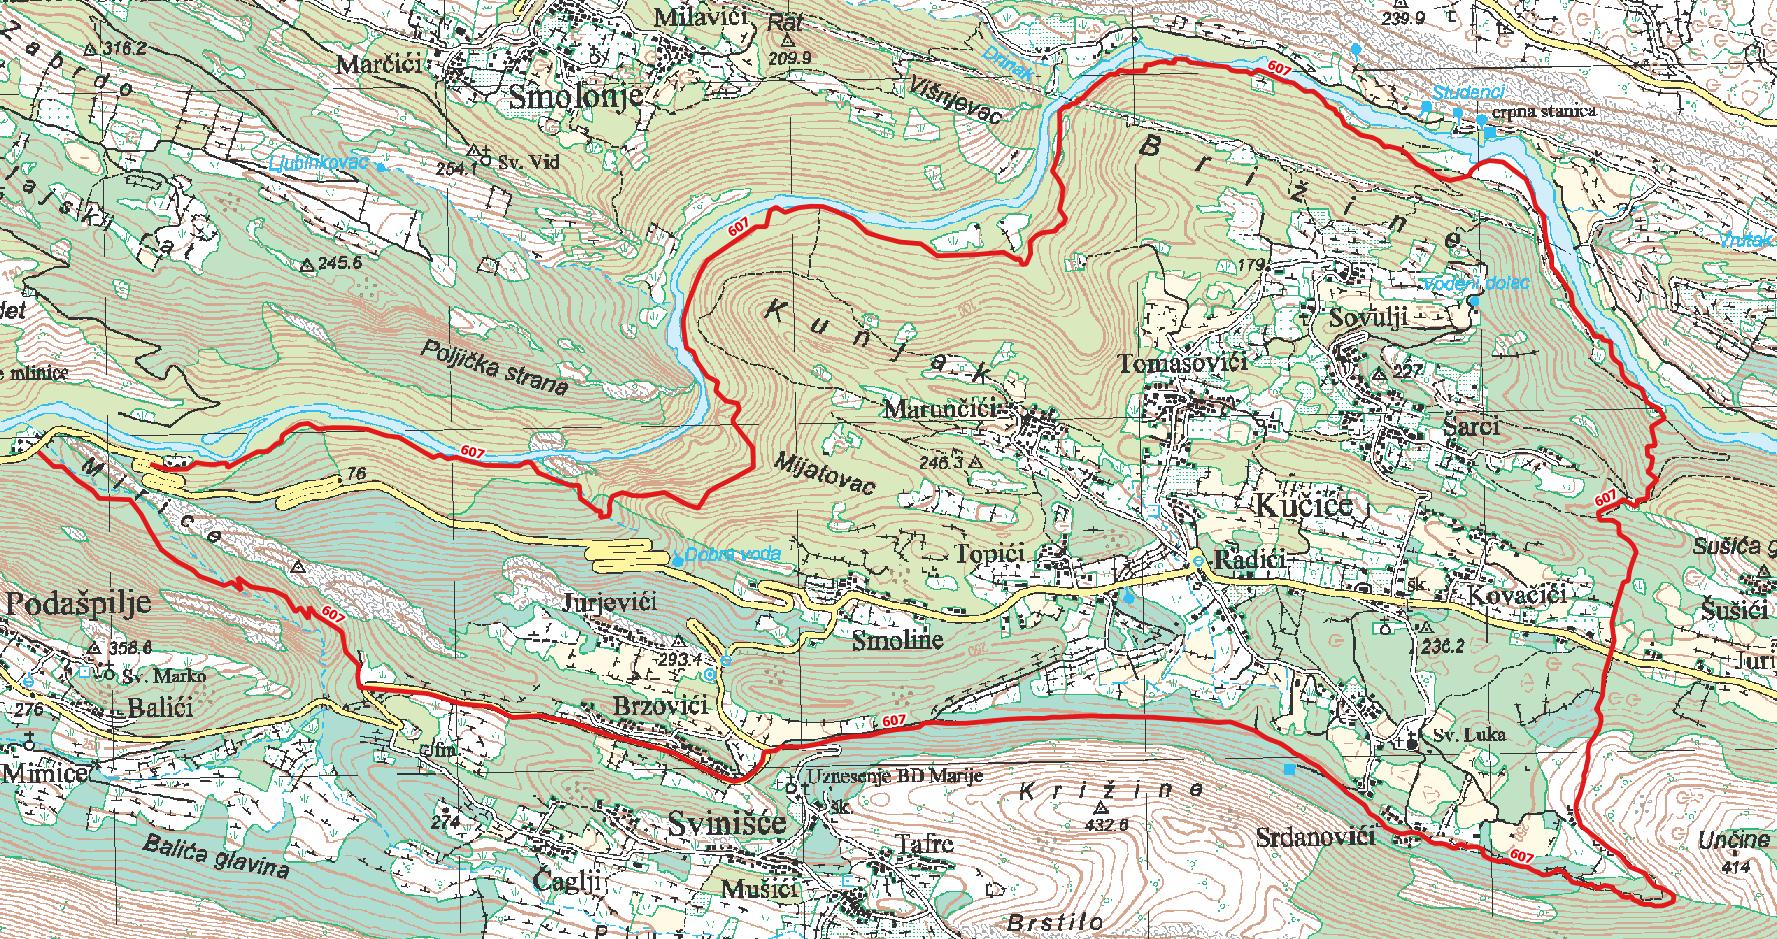 Milavići
Rat
209.9
239.9
Zabrdo
316.2
Marčići
Smolonje
Drinak
Višnjevac
607
Studenci
crpna stanica
Ljubinkovac
254.1
Sv. Vid
Brižine
245.6
607
179
vodeni dolec
Kunjak
Sovulji
Poljička strana
Tomasovići
227
e mlinice
Marunčići
Šarci
246.3
Mijatovac
607
76
Mirice
607
Kučiće
Dobra voda
Topići
Radići
Sušića g
šk.
Kovačići
Šušići
Podašpilje
607
Jurjevići
Smoline
236.2
358.6
Sv. Marko
293.4
276
Balići
Brzovići
607
Sv. Luka
Mimice
Uznesenje BD Marije
Križine
432.6
šk.
274
Svinišće
Srdanovići
Unčine
414
Balića glavina
Tafre
607
Čaglji
Mušići
Brstilo